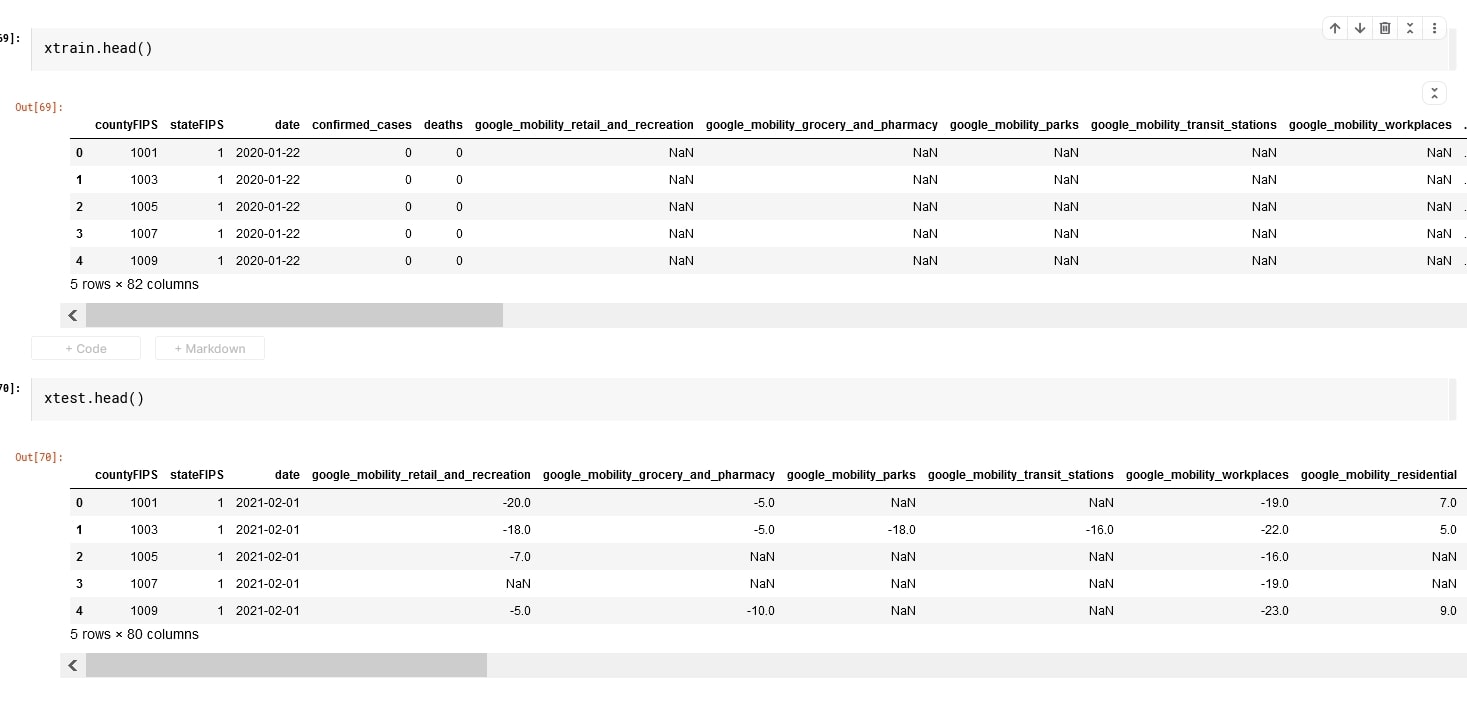 69]:
xtrain.head()
Out[69]:
countyFIPS stateFIPS date confirmed_cases deaths google_mobility_retail_and_recreation google_mobility_grocery_and_pharmacy google_mobility_parks google_mobility_transit_stations google_mobility_workplaces .
0 1001 1 2020-01-22 0 0 NaN NaN NaN NaN NaN .
1 1003 1 2020-01-22 0 0 NaN NaN NaN NaN NaN .
2 1005 1 2020-01-22 0 0 NaN NaN NaN NaN NaN .
3 1007 1 2020-01-22 0 0 NaN NaN NaN NaN NaN .
4 1009 1 2020-01-22 0 0 NaN NaN NaN NaN NaN .
5 rows × 82 columns
+ Code + Markdown
70]:
xtest.head()
Out[70]:
countyFIPS stateFIPS date google_mobility_retail_and_recreation google_mobility_grocery_and_pharmacy google_mobility_parks google_mobility_transit_stations google_mobility_workplaces google_mobility_residential
0 1001 1 2021-02-01 -20.0 -5.0 NaN NaN -19.0 7.0
1 1003 1 2021-02-01 -18.0 -5.0 -18.0 -16.0 -22.0 5.0
2 1005 1 2021-02-01 -7.0 NaN NaN NaN -16.0 NaN
3 1007 1 2021-02-01 NaN NaN NaN NaN -19.0 NaN
4 1009 1 2021-02-01 -5.0 -10.0 NaN NaN -23.0 9.0
5 rows × 80 columns